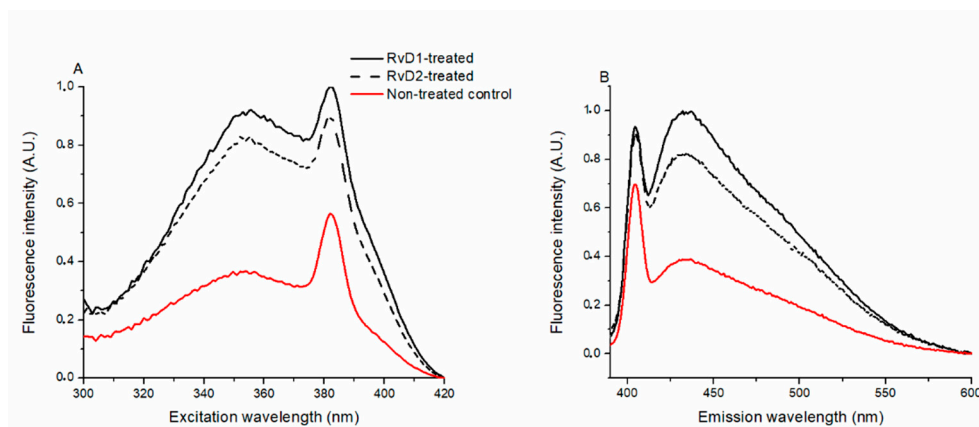 A
RvD1-treated
RvD2-treated
Non-treated control
1.0
0.8
0.6
0.4
0.2
0.0
300
320
340
360
380
400
420
Excitation wavelength (nm)
Fluorescence intensity (A.U.)
B
1.0
0.8
0.6
0.4
0.2
0.0
400
450
500
550
600
Emission wavelength (nm)
Fluorescence intensity (A.U.)